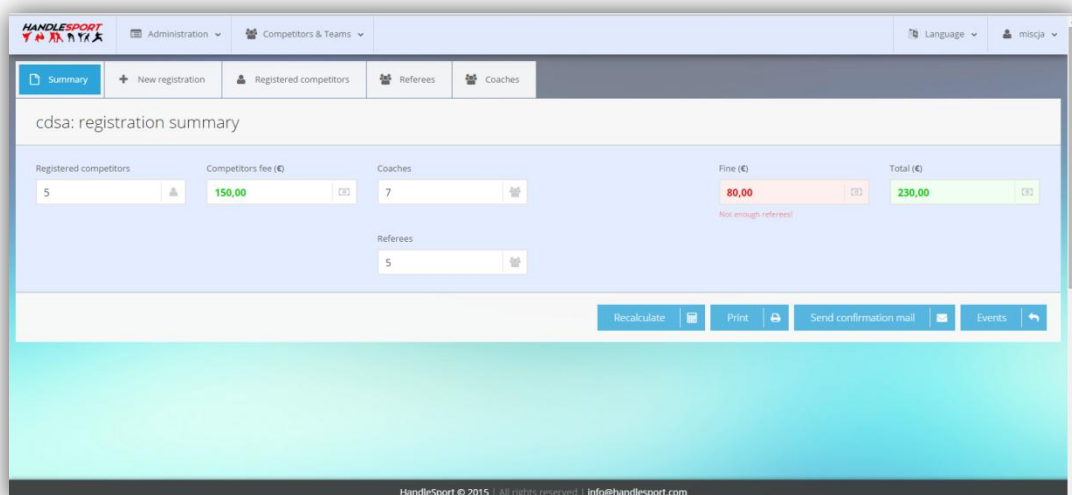 HANDLESPORT
Administration
Competitors & Teams
Language
miscja
Summary
New registration
Registered competitors
Referees
Coaches
cdsa: registration summary
Registered competitors
Competitors fee (€)
Coaches
Fine (€)
Total (€)
5
150,00
7
80,00
230,00
Not enough referees!
Referees
5
Recalculate
Print
Send confirmation mail
Events
HandleSport © 2015 | All rights reserved | info@handlesport.com